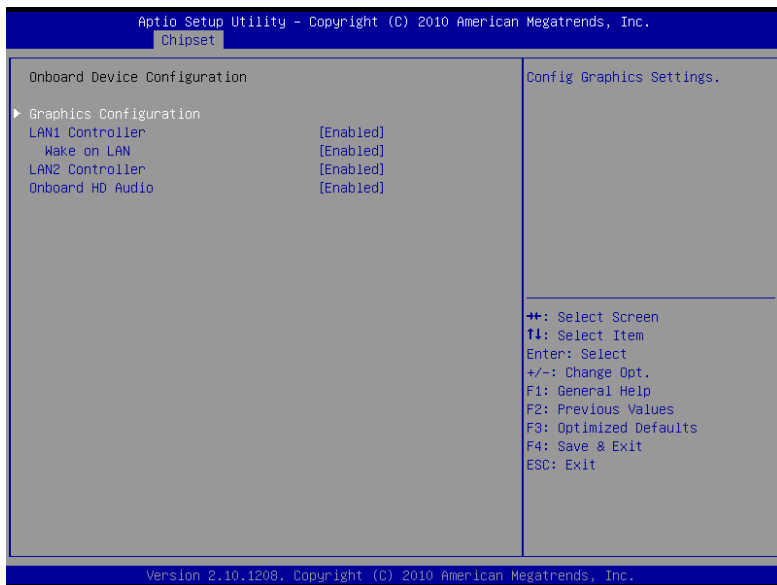 Aptio Setup Utility – Copyright (C) 2010 American Megatrends, Inc.
Chipset
Onboard Device Configuration
Graphics Configuration
LAN1 Controller [Enabled]
Wake on LAN [Enabled]
LAN2 Controller [Enabled]
Onboard HD Audio [Enabled]
Config Graphics Settings.
→←: Select Screen
↑↓: Select Item
Enter: Select
+/-: Change Opt.
F1: General Help
F2: Previous Values
F3: Optimized Defaults
F4: Save & Exit
ESC: Exit
Version 2.10.1208. Copyright (C) 2010 American Megatrends, Inc.